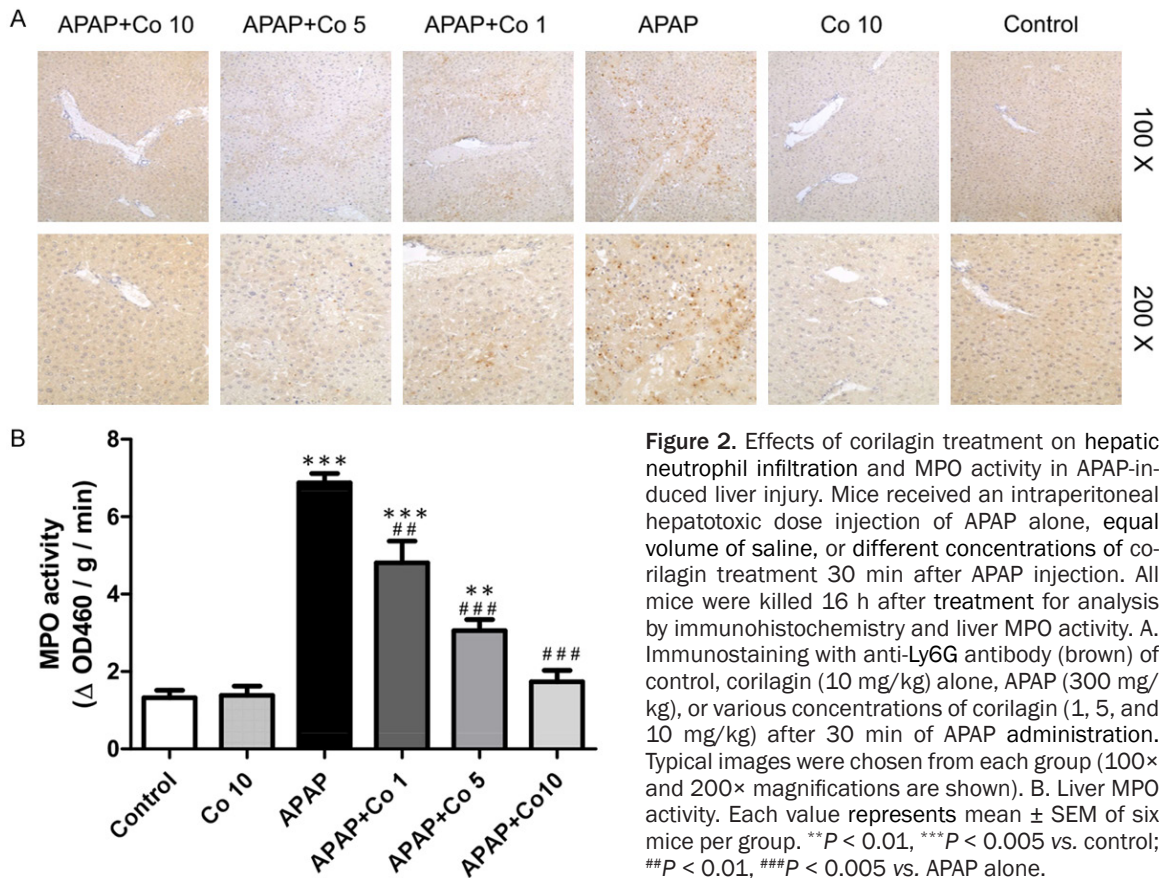 A
APAP+Co 10 APAP+Co 5 APAP+Co 1 APAP Co 10 Control
100 X
200 X
B
MPO activity
(Δ OD460 / g / min)
8
6
4
2
0
***
***
##
**
###
###
Control
Co 10
APAP
APAP+Co 1
APAP+Co 5
APAP+Co10
Figure 2. Effects of corilagin treatment on hepatic
neutrophil infiltration and MPO activity in APAP-in-
duced liver injury. Mice received an intraperitoneal
hepatotoxic dose injection of APAP alone, equal
volume of saline, or different concentrations of co-
rilagin treatment 30 min after APAP injection. All
mice were killed 16 h after treatment for analysis
by immunohistochemistry and liver MPO activity. A.
Immunostaining with anti-Ly6G antibody (brown) of
control, corilagin (10 mg/kg) alone, APAP (300 mg/
kg), or various concentrations of corilagin (1, 5, and
10 mg/kg) after 30 min of APAP administration.
Typical images were chosen from each group (100×
and 200× magnifications are shown). B. Liver MPO
activity. Each value represents mean ± SEM of six
mice per group. **P < 0.01, ***P < 0.005 vs. control;
##P < 0.01, ###P < 0.005 vs. APAP alone.